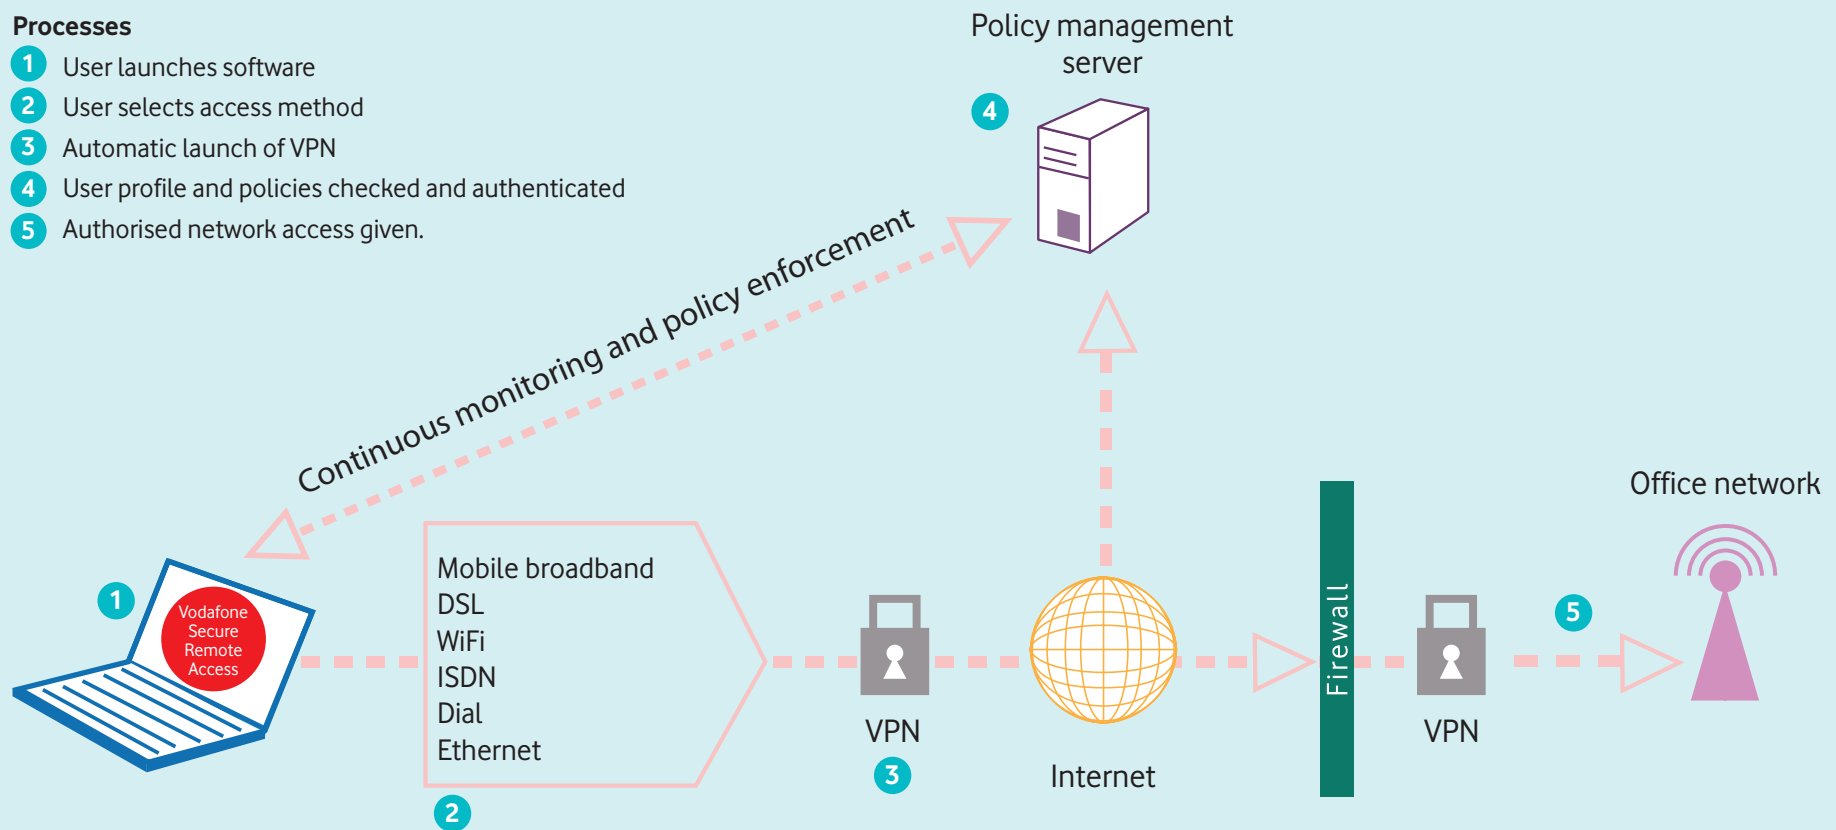 Processes
1 User launches software
2 User selects access method
3 Automatic launch of VPN
4 User profile and policies checked and authenticated
5 Authorised network access given.
Policy management
server
4
Continuous monitoring and policy enforcement
1
Vodafone
Secure
Remote
Access
Mobile broadband
DSL
WiFi
ISDN
Dial
Ethernet
2
VPN
3
Internet
Firewall
VPN
5
Office network